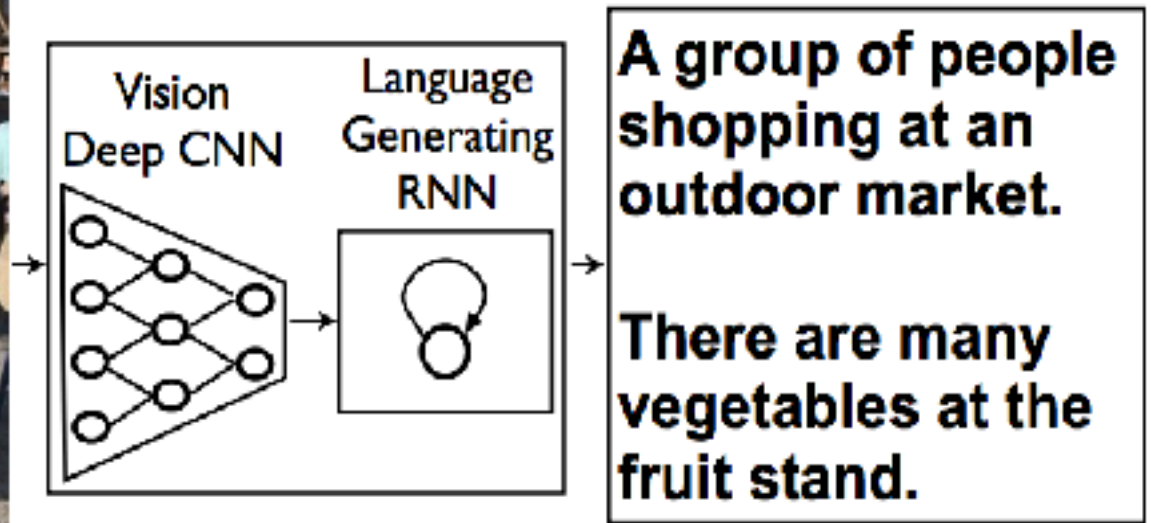 Vision
Deep CNN
Language
Generating
RNN
A group of people
shopping at an
outdoor market.
There are many
vegetables at the
fruit stand.